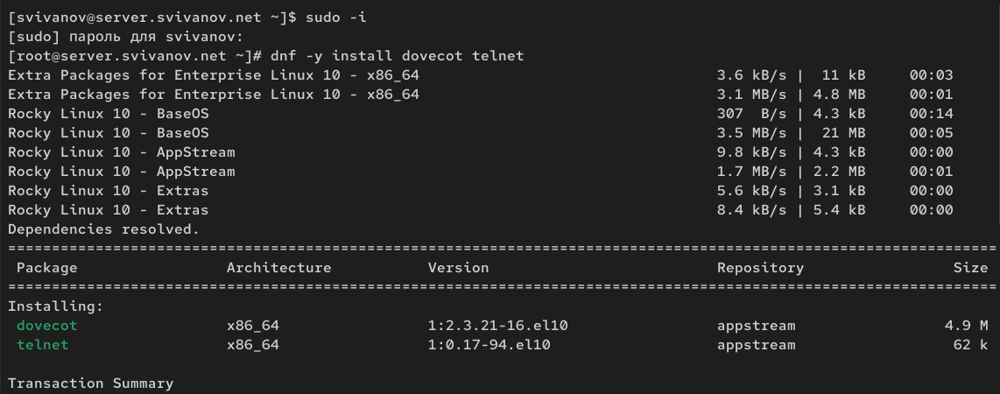 [svivanov@server.svivanov.net ~]$ sudo -i
[sudo] пароль для svivanov:
[root@server.svivanov.net ~]# dnf -y install dovecot telnet
Extra Packages for Enterprise Linux 10 - x86_64 3.6 kB/s | 11 kB 00:03
Extra Packages for Enterprise Linux 10 - x86_64 3.1 MB/s | 4.8 MB 00:01
Rocky Linux 10 - BaseOS 307 B/s | 4.3 kB 00:14
Rocky Linux 10 - BaseOS 3.5 MB/s | 21 MB 00:05
Rocky Linux 10 - AppStream 9.8 kB/s | 4.3 kB 00:00
Rocky Linux 10 - AppStream 1.7 MB/s | 2.2 MB 00:01
Rocky Linux 10 - Extras 5.6 kB/s | 3.1 kB 00:00
Rocky Linux 10 - Extras 8.4 kB/s | 5.4 kB 00:00
Dependencies resolved.
=================================================================================================================
Package Architecture Version Repository Size
=================================================================================================================
Installing:
dovecot x86_64 1:2.3.21-16.el10 appstream 4.9 M
telnet x86_64 1:0.17-94.el10 appstream 62 k
Transaction Summary